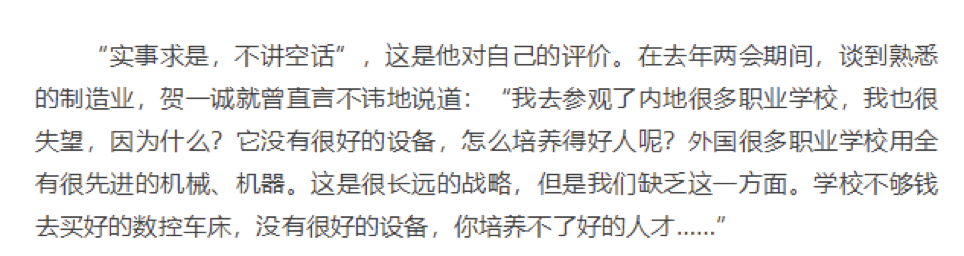 “实事求是，不讲空话”，这是他对自己的评价。在去年两会期间，谈到熟悉
的制造业，贺一诚就曾直言不讳地说道：“我去参观了内地很多职业学校，我也很
失望，因为什么？它没有很好的设备，怎么培养得好人呢？外国很多职业学校用全
有很先进的机械、机器。这是很长远的战略，但是我们缺乏这一方面。学校不够钱
去买好的数控车床，没有很好的设备，你培养不了好的人才……”